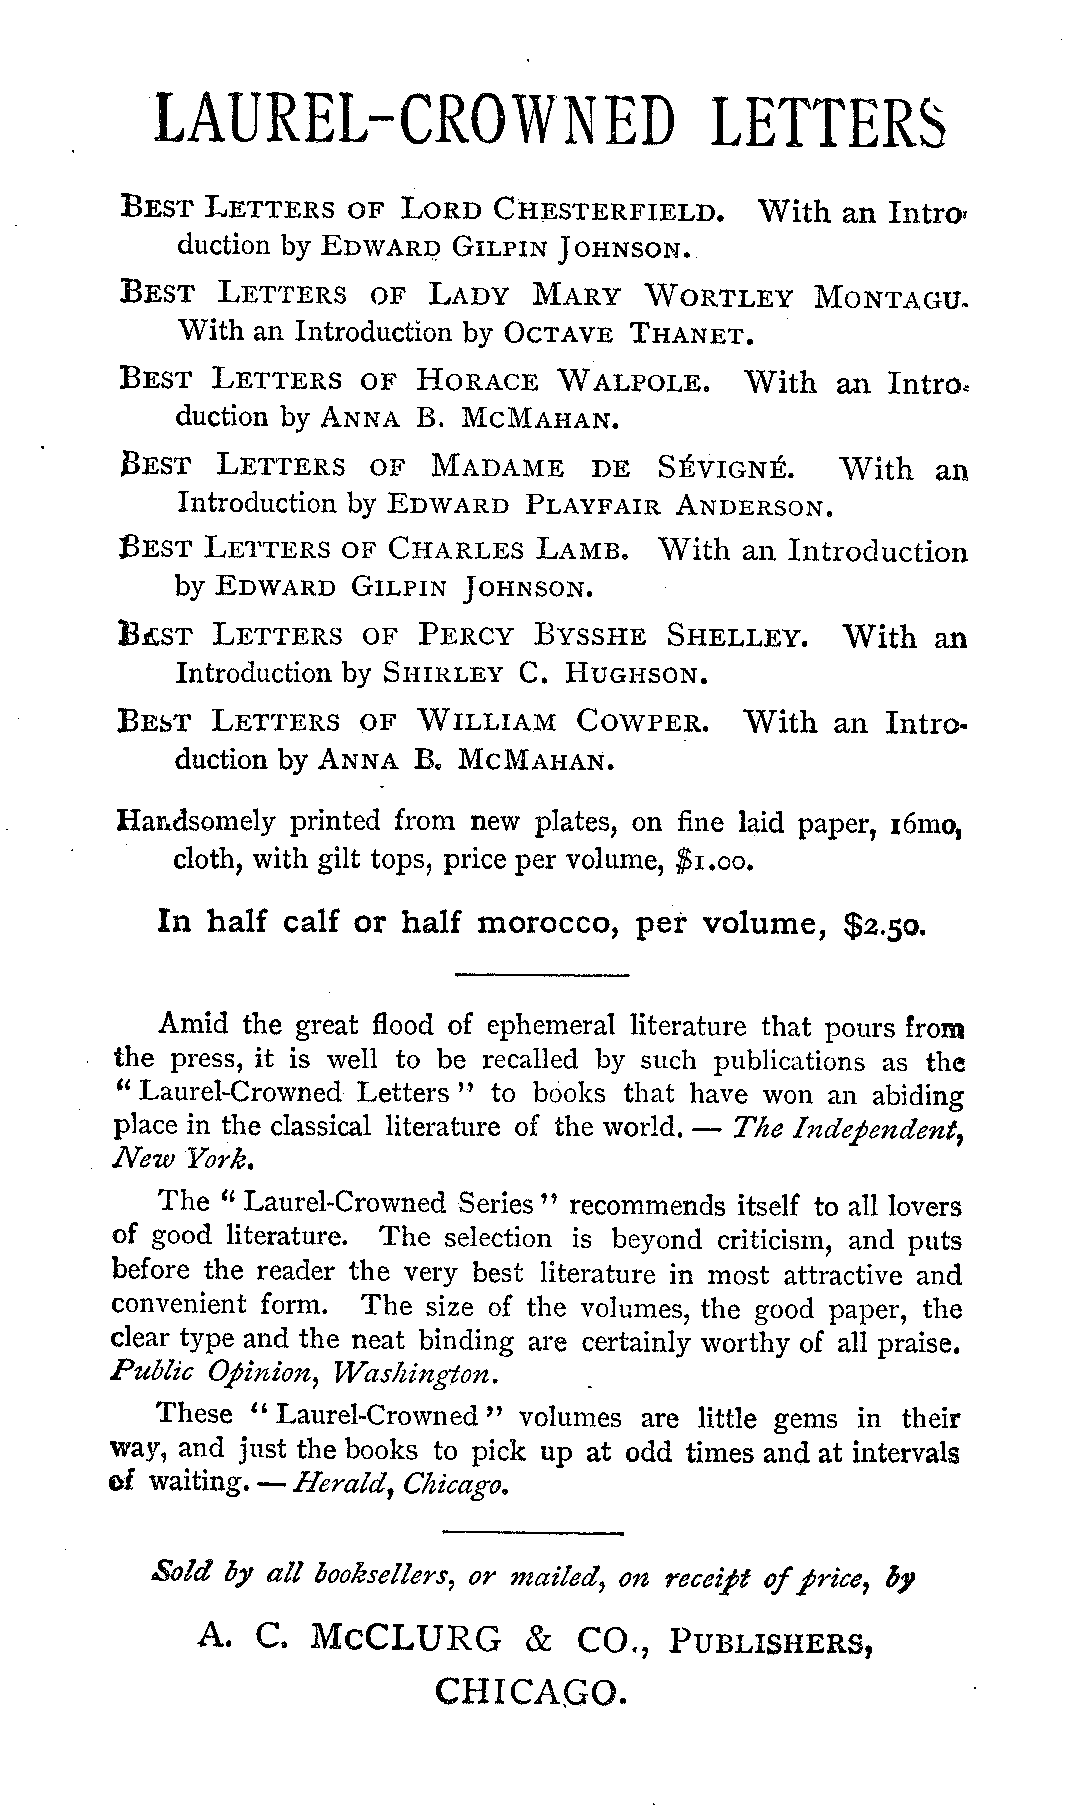 LAUREL-CROWNED LETTERS
BEST LETTERS OF LORD CHESTERFIELD. With an Intro-
duction by EDWARD GILPIN JOHNSON.
BEST LETTERS OF LADY MARY WORTLEY MONTAGU.
With an Introduction by OCTAVE THANET.
BEST LETTERS OF HORACE WALPOLE. With an Intro-
duction by ANNA B. MCMAHAN.
BEST LETTERS OF MADAME DE SÉVIGNÉ. With an
Introduction by EDWARD PLAYFAIR ANDERSON.
BEST LETTERS OF CHARLES LAMB. With an Introduction
by EDWARD GILPIN JOHNSON.
BEST LETTERS OF PERCY BYSSHE SHELLEY. With an
Introduction by SHIRLEY C. HUGHSON.
BEST LETTERS OF WILLIAM COWPER. With an Intro-
duction by ANNA B. MCMAHAN.
Handsomely printed from new plates, on fine laid paper, 16mo,
cloth, with gilt tops, price per volume, $1.00.
In half calf or half morocco, per volume, $2.50.
Amid the great flood of ephemeral literature that pours from
the press, it is well to be recalled by such publications as the
"Laurel-Crowned Letters" to books that have won an abiding
place in the classical literature of the world. — The Independent,
New York.
The "Laurel-Crowned Series" recommends itself to all lovers
of good literature. The selection is beyond criticism, and puts
before the reader the very best literature in most attractive and
convenient form. The size of the volumes, the good paper, the
clear type and the neat binding are certainly worthy of all praise.
Public Opinion, Washington.
These "Laurel-Crowned" volumes are little gems in their
way, and just the books to pick up at odd times and at intervals
of waiting. — Herald, Chicago.
Sold by all booksellers, or mailed, on receipt of price, by
A. C. McCLURG & CO., PUBLISHERS,
CHICAGO.